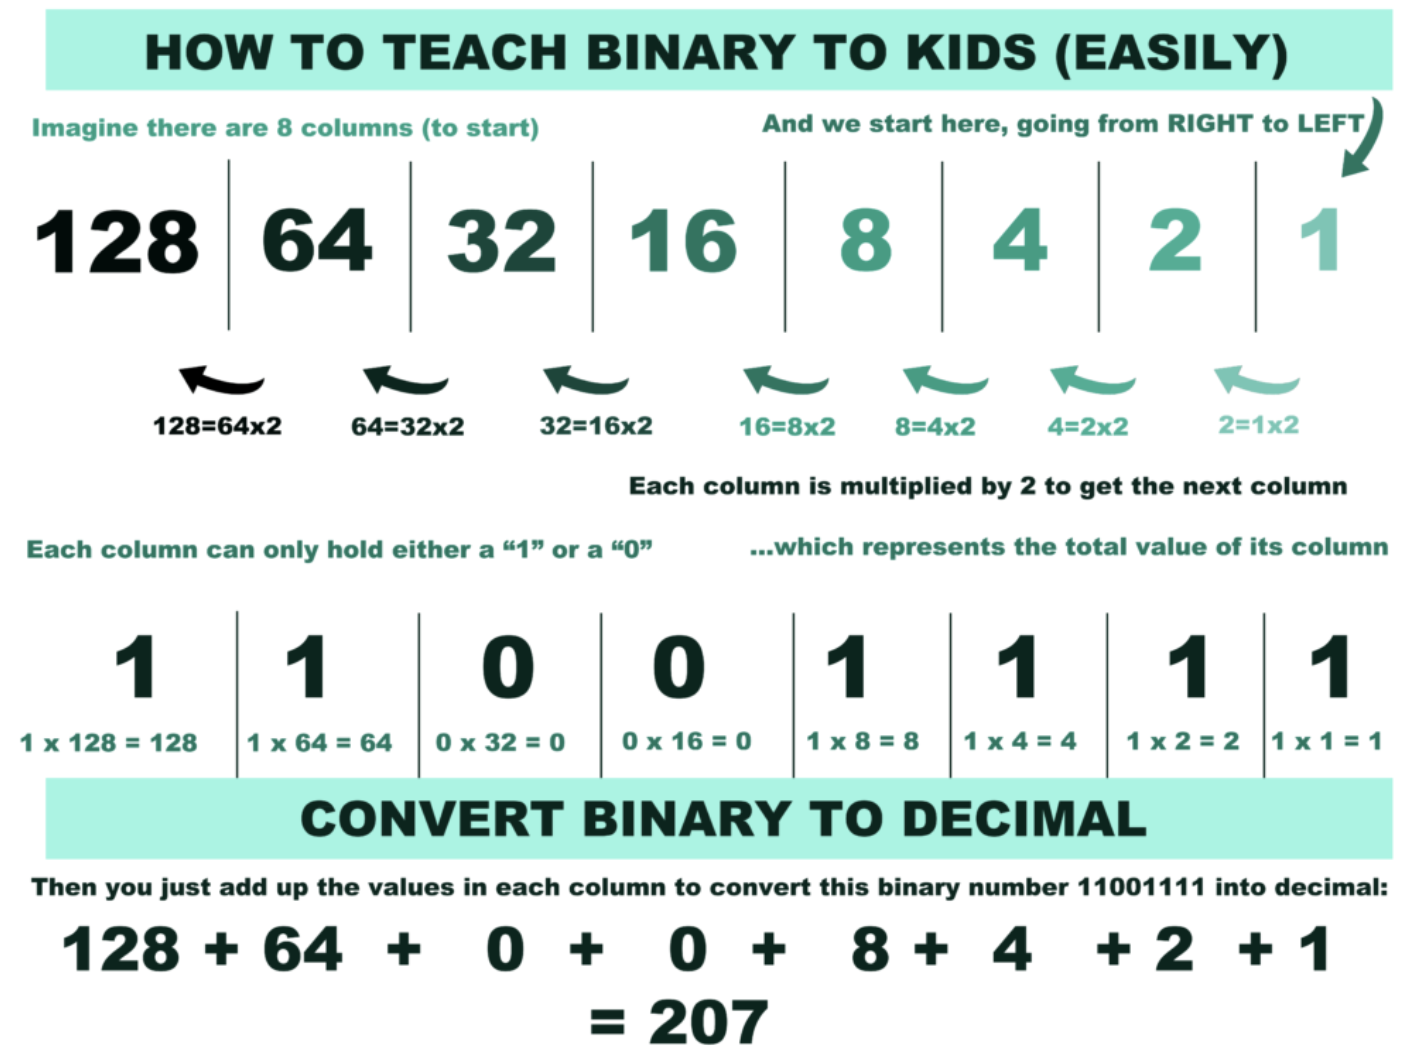 HOW TO TEACH BINARY TO KIDS (EASILY)
Imagine there are 8 columns (to start)
And we start here, going from RIGHT to LEFT
128 64 32 16 8 4 2 1
128=64x2 64=32x2 32=16x2 16=8x2 8=4x2 4=2x2 2=1x2
Each column is multiplied by 2 to get the next column
Each column can only hold either a “1” or a “0”
...which represents the total value of its column
1 1 0 0 1 1 1 1
1 x 128 = 128 1 x 64 = 64 0 x 32 = 0 0 x 16 = 0 1 x 8 = 8 1 x 4 = 4 1 x 2 = 2 1 x 1 = 1
CONVERT BINARY TO DECIMAL
Then you just add up the values in each column to convert this binary number 11001111 into decimal:
128 + 64 + 0 + 0 + 8 + 4 + 2 + 1
= 207